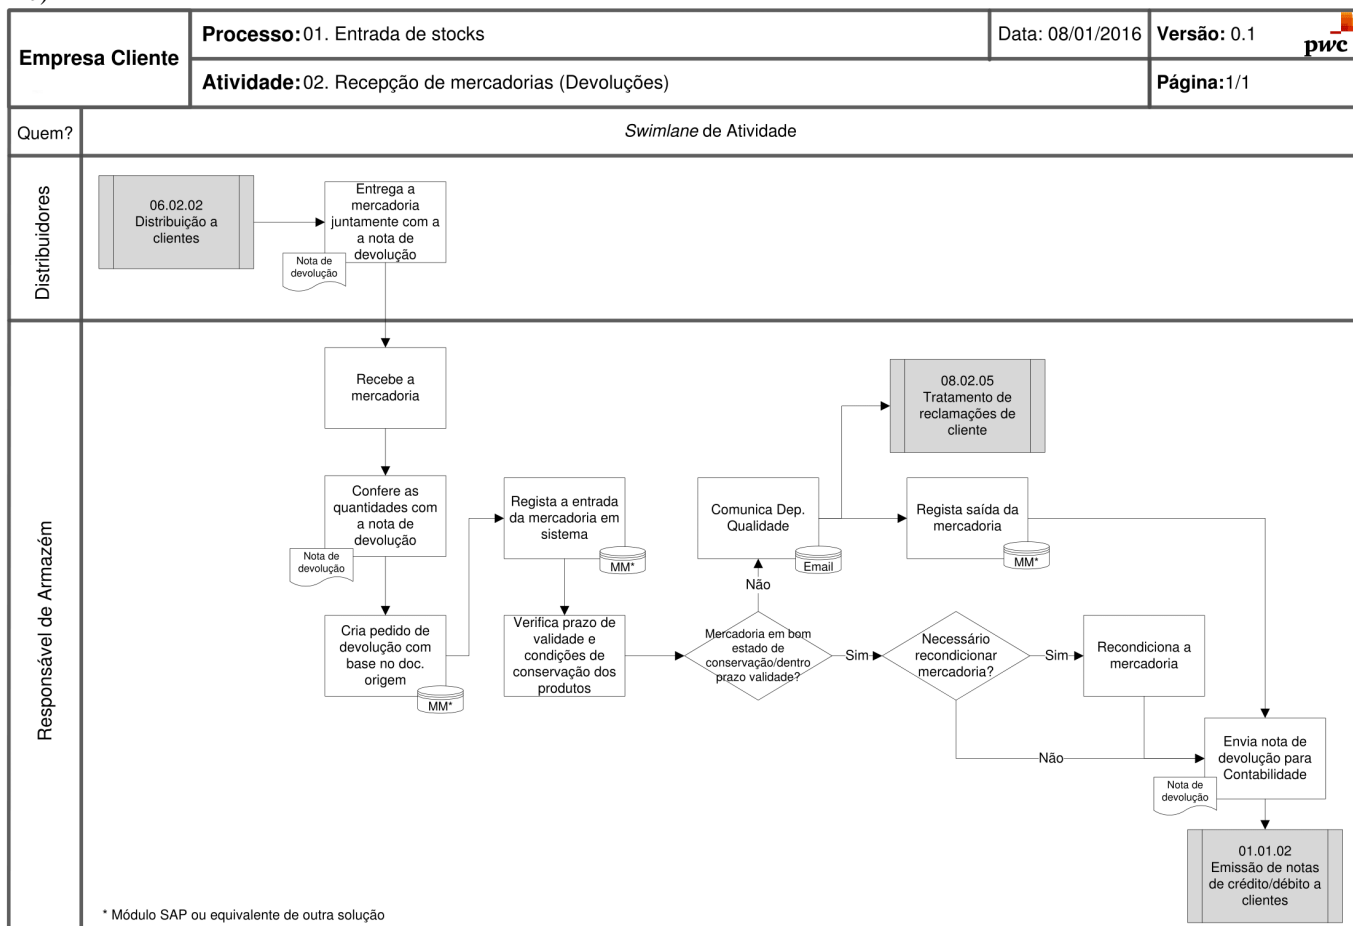 Empresa Cliente
Processo: 01. Entrada de stocks
Data: 08/01/2016
Versão: 0.1
pwc
Atividade: 02. Recepção de mercadorias (Devoluções)
Página: 1/1
Quem?
Swimlane de Atividade
Distribuidores
06.02.02
Distribuição a
clientes
Entrega a
mercadoria
juntamente com a
a nota de
devolução
Nota de
devolução
Responsável de Armazém
Recebe a
mercadoria
08.02.05
Tratamento de
reclamações de
cliente
Confere as
quantidades com
a nota de
devolução
Nota de
devolução
Regista a entrada
da mercadoria em
sistema
MM*
Comunica Dep.
Qualidade
Email
Regista saída da
mercadoria
MM*
Não
Cria pedido de
devolução com
base no doc.
origem
MM*
Verifica prazo de
validade e
condições de
conservação dos
produtos
Mercadoria em bom
estado de
conservação/dentro
prazo validade?
Sim
Necessário
recondicionar
mercadoria?
Sim
Recondiciona a
mercadoria
Não
Envia nota de
devolução para
Contabilidade
Nota de
devolução
01.01.02
Emissão de notas
de crédito/débito a
clientes
* Módulo SAP ou equivalente de outra solução